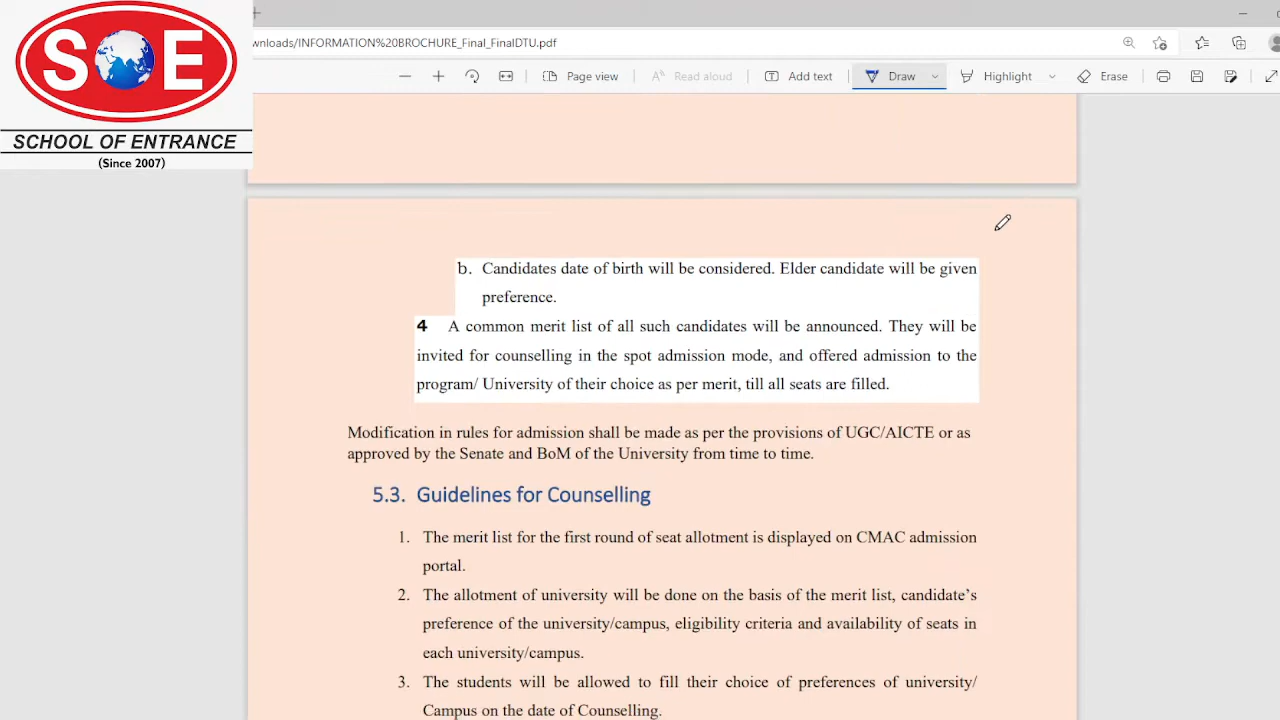 S E
SCHOOL OF ENTRANCE
(Since 2007)
wnloads/INFORMATION%20BROCHURE_Final_FinalDTU.pdf
Page view
Read aloud
Add text
Draw
Highlight
Erase
b. Candidates date of birth will be considered. Elder candidate will be given
preference.
4 A common merit list of all such candidates will be announced. They will be
invited for counselling in the spot admission mode, and offered admission to the
program/ University of their choice as per merit, till all seats are filled.
Modification in rules for admission shall be made as per the provisions of UGC/AICTE or as
approved by the Senate and BoM of the University from time to time.
5.3. Guidelines for Counselling
1. The merit list for the first round of seat allotment is displayed on CMAC admission
portal.
2. The allotment of university will be done on the basis of the merit list, candidate's
preference of the university/campus, eligibility criteria and availability of seats in
each university/campus.
3. The students will be allowed to fill their choice of preferences of university/
Campus on the date of Counselling.